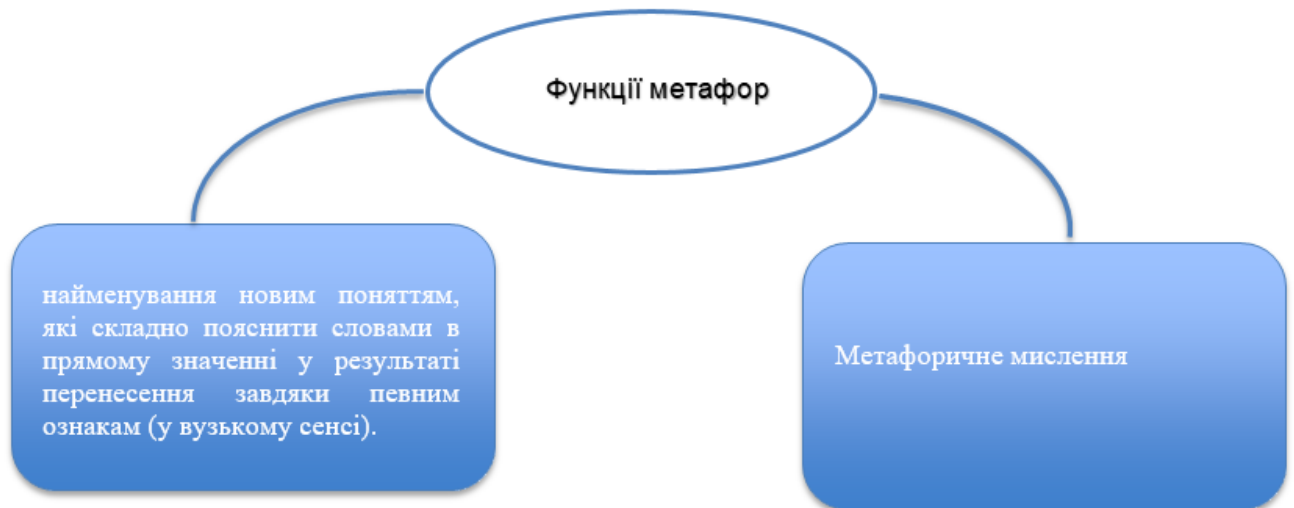 Функції метафор
найменування новим поняттям,
які складно пояснити словами в
прямому значенні у результаті
перенесення завдяки певним
ознакам (у вузькому сенсі).
Метафоричне мислення